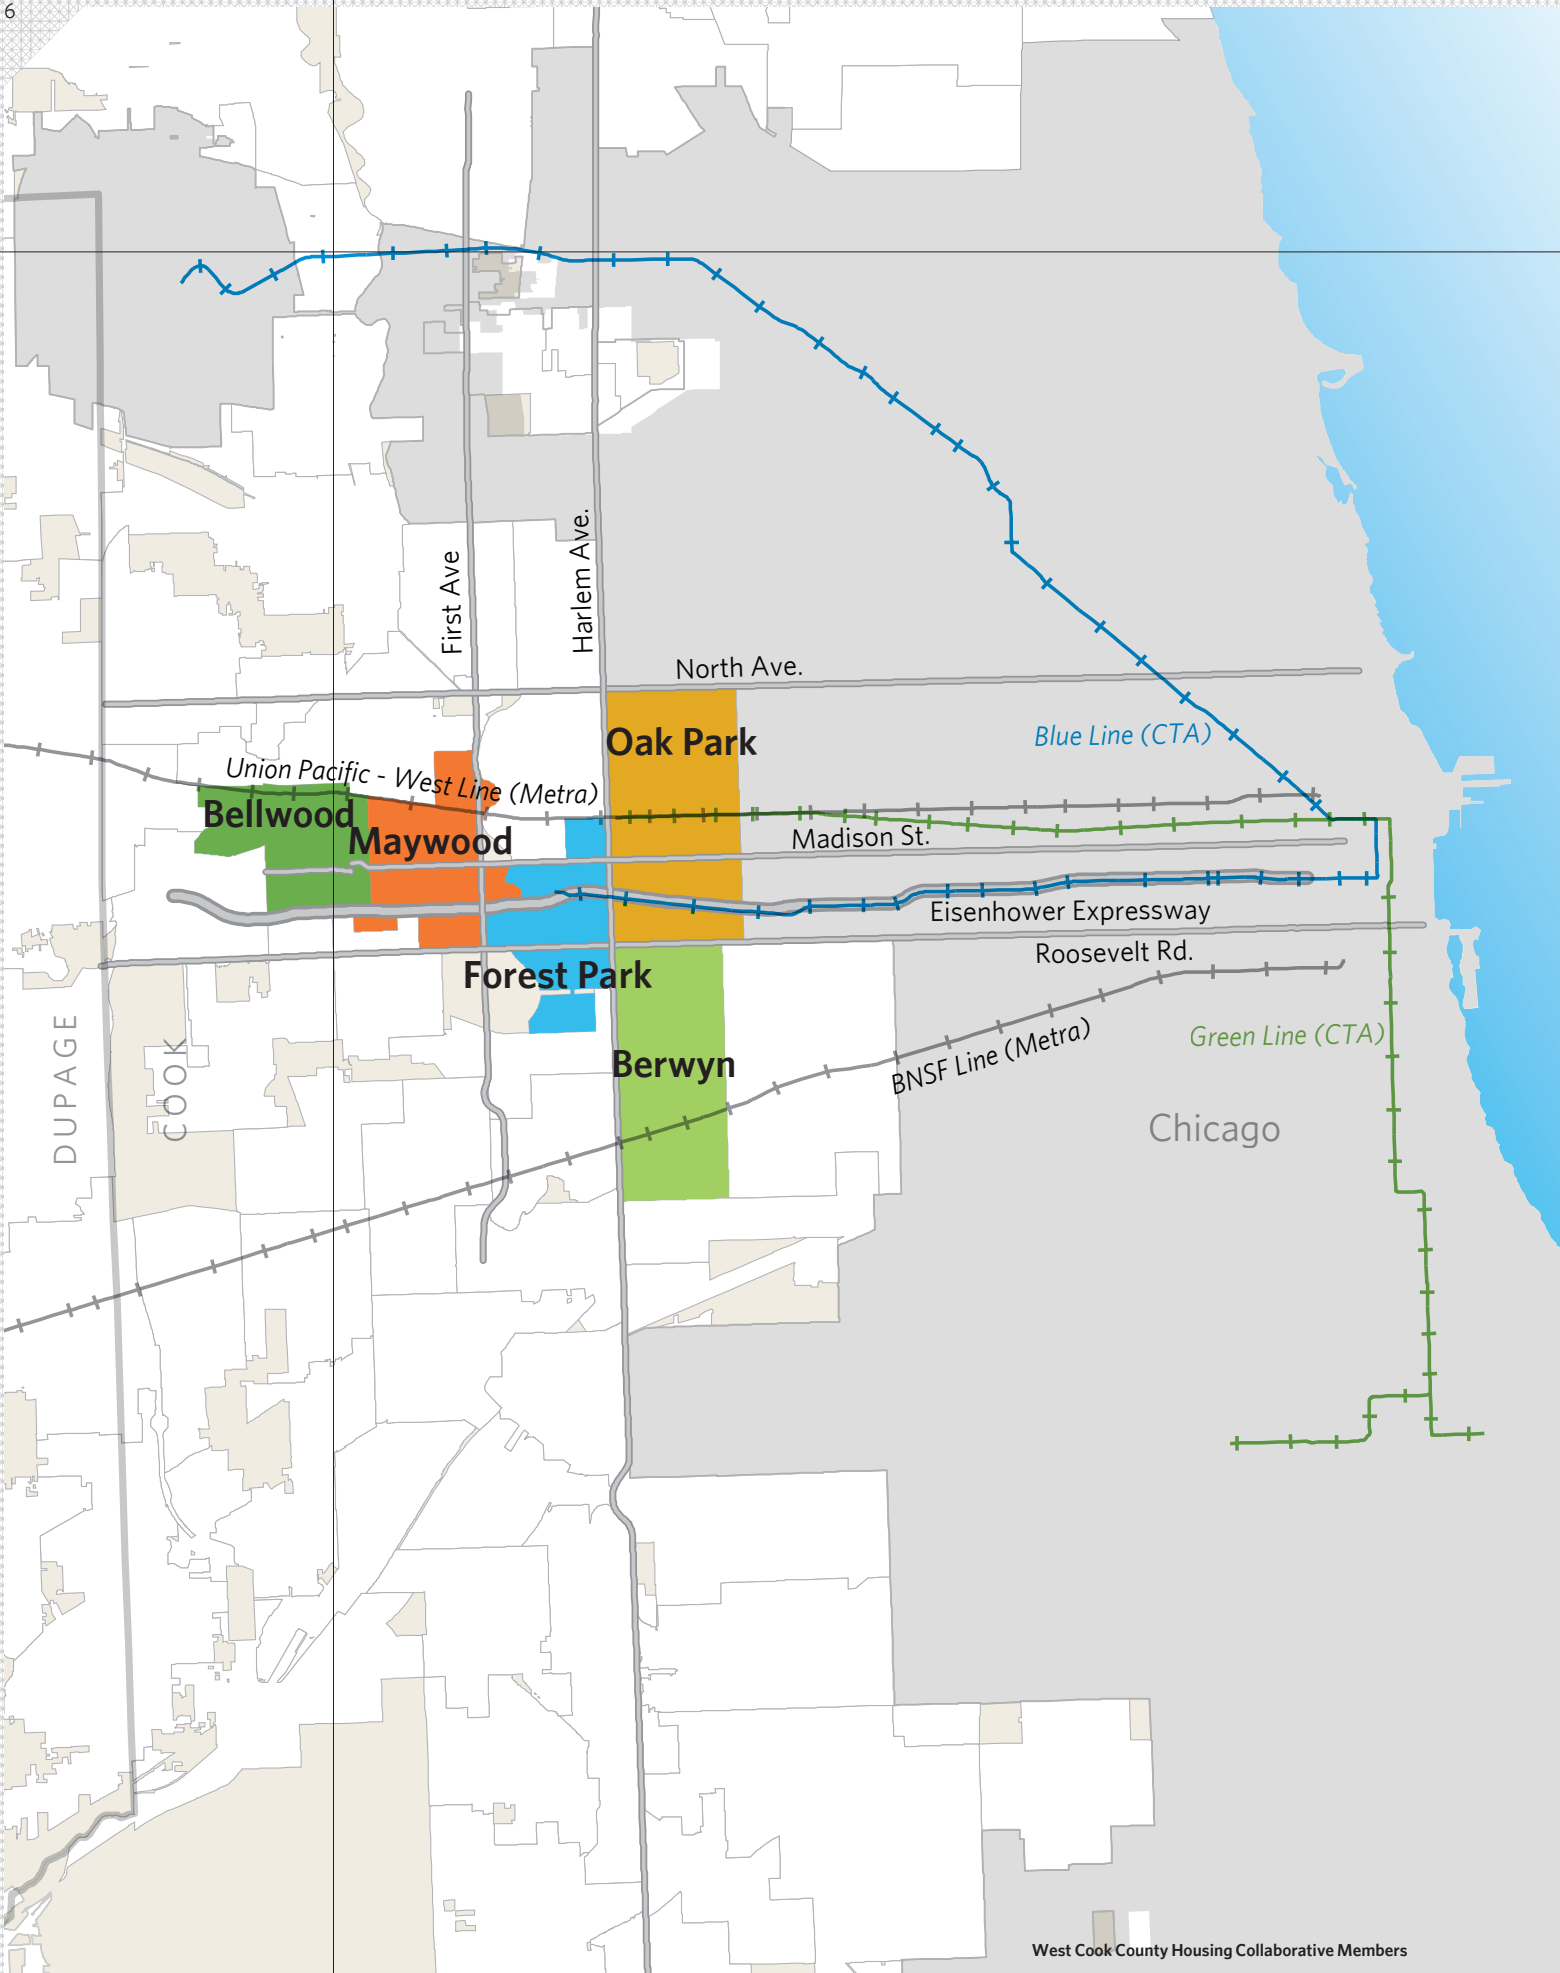 6
First Ave
Harlem Ave.
North Ave.
Oak Park
Blue Line (CTA)
Union Pacific - West Line (Metra)
Bellwood
Maywood
Madison St.
Eisenhower Expressway
Roosevelt Rd.
Forest Park
DUPAGE
COOK
Green Line (CTA)
BNSF Line (Metra)
Berwyn
Chicago
West Cook County Housing Collaborative Members